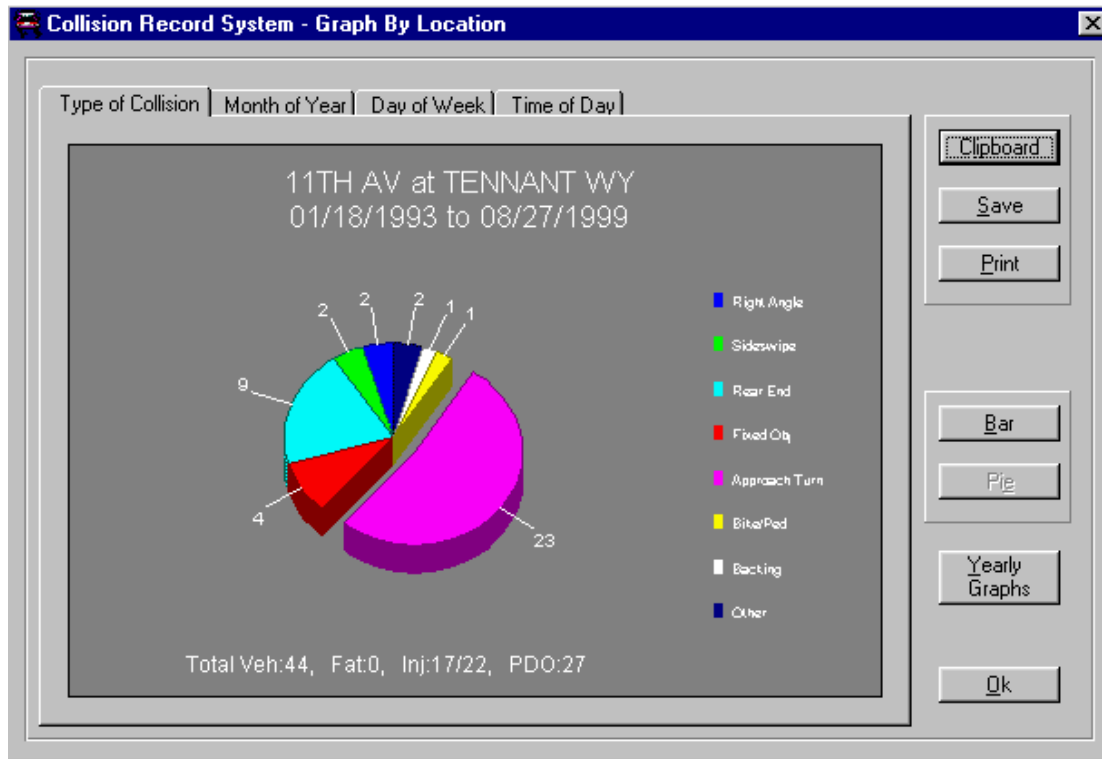 Collision Record System - Graph By Location
Type of Collision
Month of Year
Day of Week
Time of Day
11TH AV at TENNANT WY
01/18/1993 to 08/27/1999
2
2
2
1
1
9
4
23
Right Angle
Sideswipe
Rear End
Fixed Obj
Approach Turn
Bike/Ped
Backing
Other
Total Veh:44, Fat:0, Inj:17/22, PDO:27
Clipboard
Save
Print
Bar
Pie
Yearly
Graphs
Ok